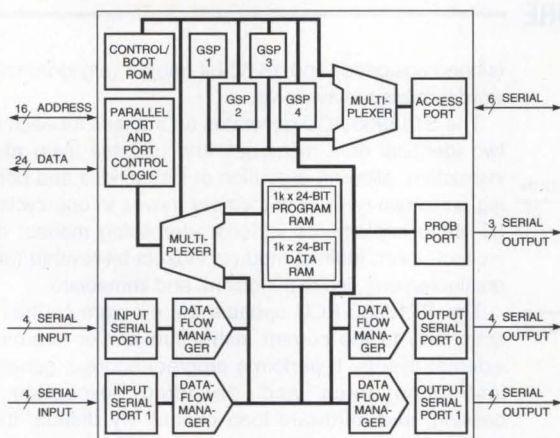 CONTROL/
BOOT
ROM
GSP
1
GSP
3
GSP
2
GSP
4
MULTI-
PLEXER
ACCESS
PORT
6 SERIAL
16 ADDRESS
24 DATA
PARALLEL
PORT
AND
PORT
CONTROL
LOGIC
1k x 24-BIT
PROGRAM
RAM
1k x 24-BIT
DATA
RAM
MULTI-
PLEXER
PROB
PORT
3 SERIAL
OUTPUT
7 SERIAL
INPUT
INPUT
SERIAL
PORT 0
DATA-
FLOW
MANA-
GER
DATA-
FLOW
MANA-
GER
OUTPUT
SERIAL
PORT 0
7 SERIAL
OUTPUT
4 SERIAL
INPUT
INPUT
SERIAL
PORT 1
DATA-
FLOW
MANA-
GER
DATA-
FLOW
MANA-
GER
OUTPUT
SERIAL
PORT 1
4 SERIAL
OUTPUT